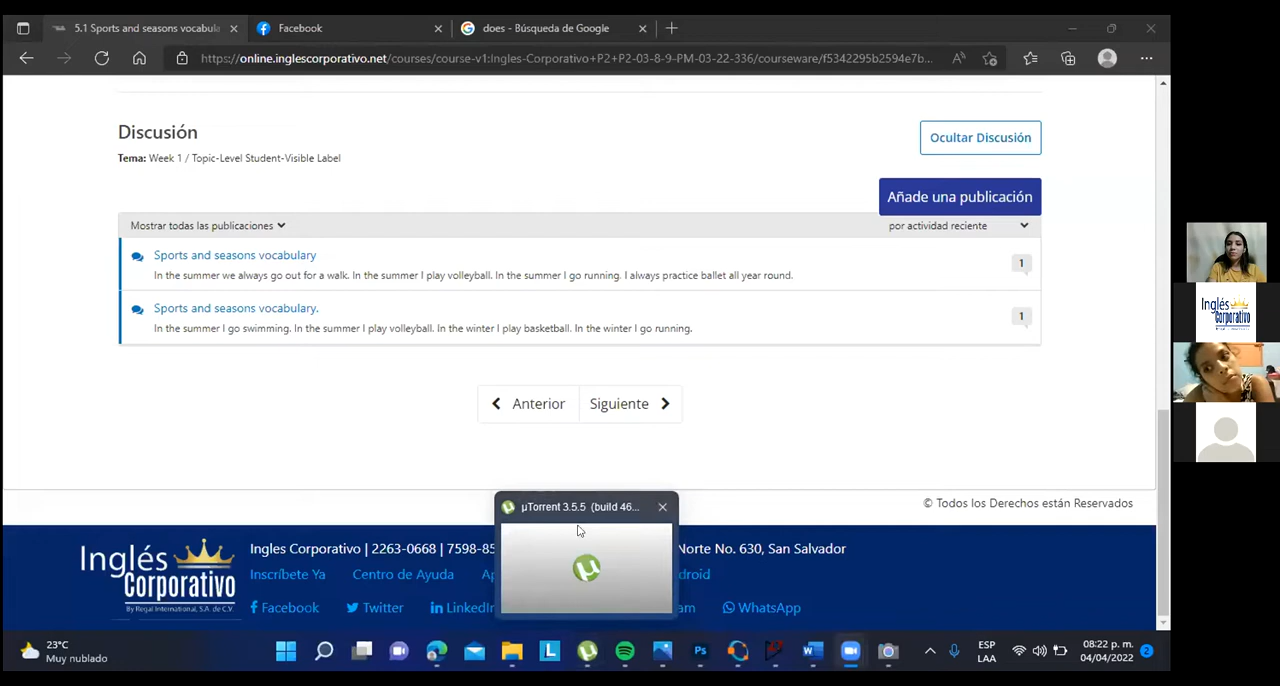 5.1 Sports and seasons vocabula
Facebook
does - Búsqueda de Google
https://online.inglescorporativo.net/courses/course-v1:Ingles-Corporativo+P2+P2-03-8-9-PM-03-22-336/courseware/f5342295b2594e7b...
Discusión
Ocultar Discusión
Tema: Week 1 / Topic-Level Student-Visible Label
Añade una publicación
Mostrar todas las publicaciones
por actividad reciente
Sports and seasons vocabulary
1
In the summer we always go out for a walk. In the summer I play volleyball. In the summer I go running. I always practice ballet all year round.
Sports and seasons vocabulary.
1
In the summer I go swimming. In the summer I play volleyball. In the winter I play basketball. In the winter I go running.
Anterior
Siguiente
µTorrent 3.5.5 (build 46...
© Todos los Derechos están Reservados
Inglés Corporativo
By Regal International, S.A. de C.V.
Ingles Corporativo | 2263-0668 | 7598-85
Norte No. 630, San Salvador
Inscríbete Ya
Centro de Ayuda
Ap
droid
Facebook
Twitter
LinkedIn
am
WhatsApp
23°C
Muy nublado
ESP
LAA
08:22 p. m.
04/04/2022
2
Inglés
Corporativo